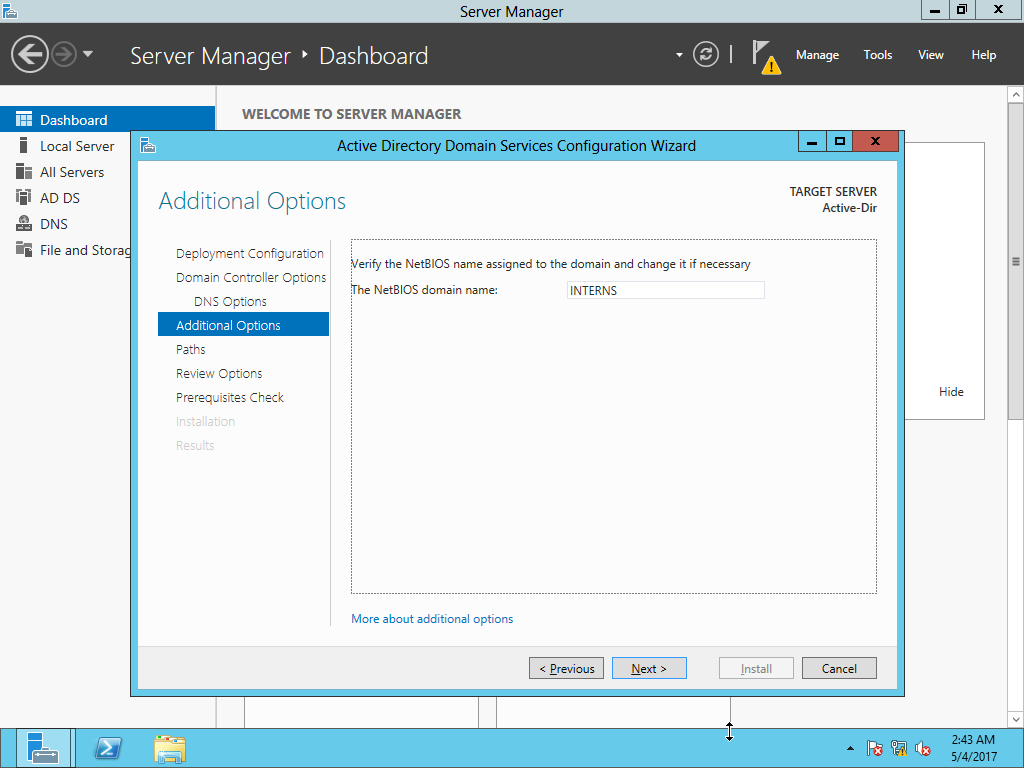 Server Manager
Server Manager ‣ Dashboard
Manage Tools View Help
Dashboard
Local Server
All Servers
AD DS
DNS
File and Storag
WELCOME TO SERVER MANAGER
Hide
Active Directory Domain Services Configuration Wizard
Additional Options
TARGET SERVER
Active-Dir
Deployment Configuration
Domain Controller Options
DNS Options
Additional Options
Paths
Review Options
Prerequisites Check
Installation
Results
Verify the NetBIOS name assigned to the domain and change it if necessary
The NetBIOS domain name: INTERNS
More about additional options
< Previous Next > Install Cancel
2:43 AM
5/4/2017